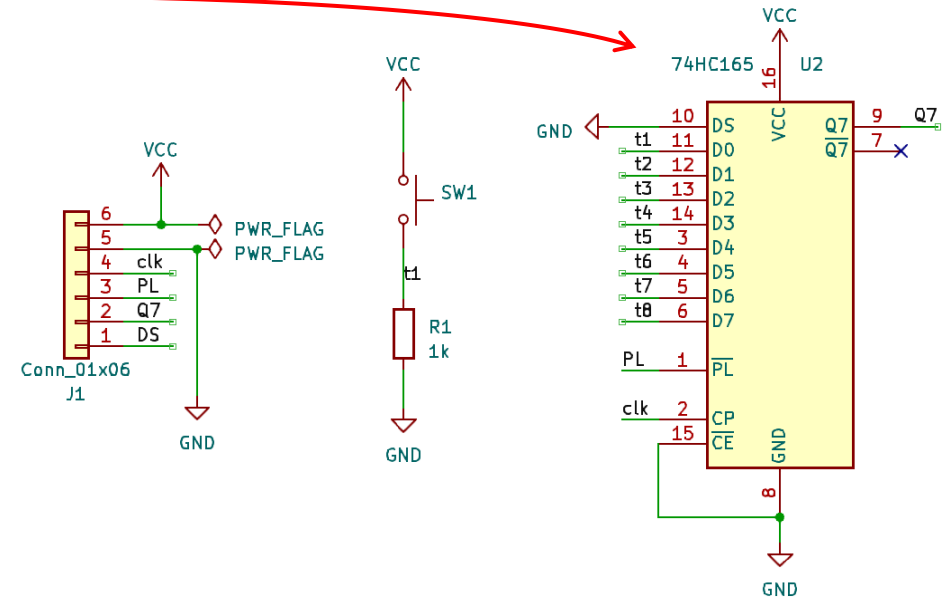 VCC
6
5
4 clk
3 PL
2 Q7
1 DS
PWR_FLAG
PWR_FLAG
Conn_01x06
J1
GND
VCC
SW1
t1
R1
1k
GND
VCC
74HC165
U2
16
VCC
GND
10 DS
t1 11 D0
t2 12 D1
t3 13 D2
t4 14 D3
t5 3 D4
t6 4 D5
t7 5 D6
t8 6 D7
PL 1 PL
clk 2 CP
15 CE
Q7 9 Q7
Q7 7
GND
8
GND